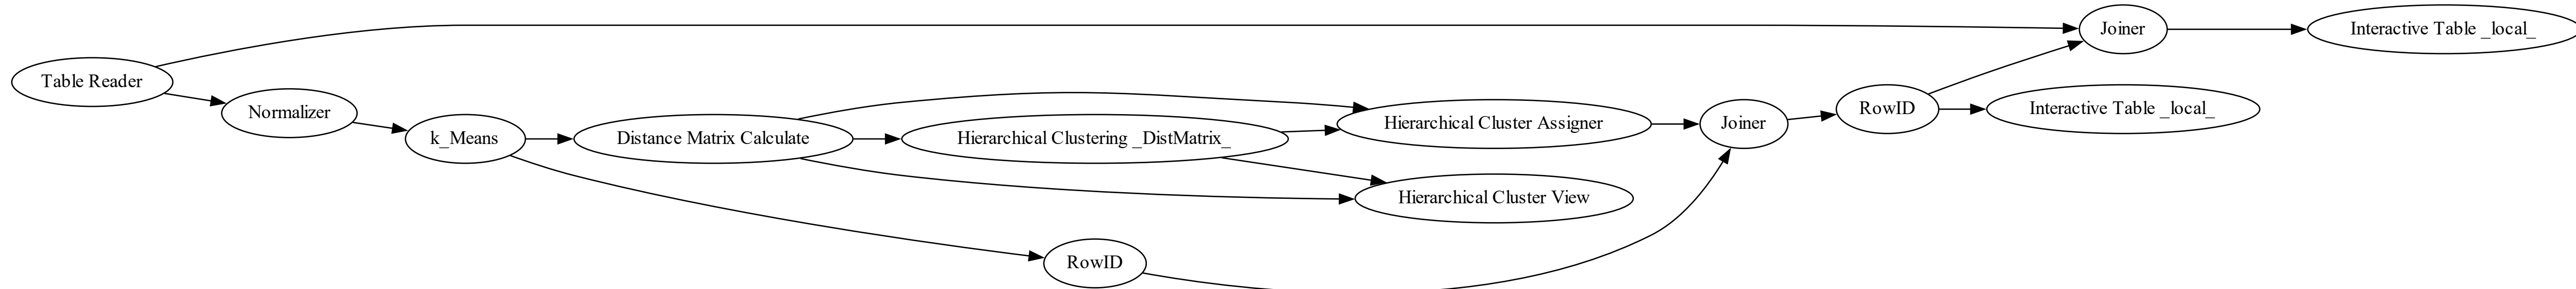 Table Reader
Normalizer
k_Means
Distance Matrix Calculate
Hierarchical Clustering _DistMatrix_
Hierarchical Cluster Assigner
Hierarchical Cluster View
RowID
Joiner
RowID
Joiner
Interactive Table _local_
Interactive Table _local_